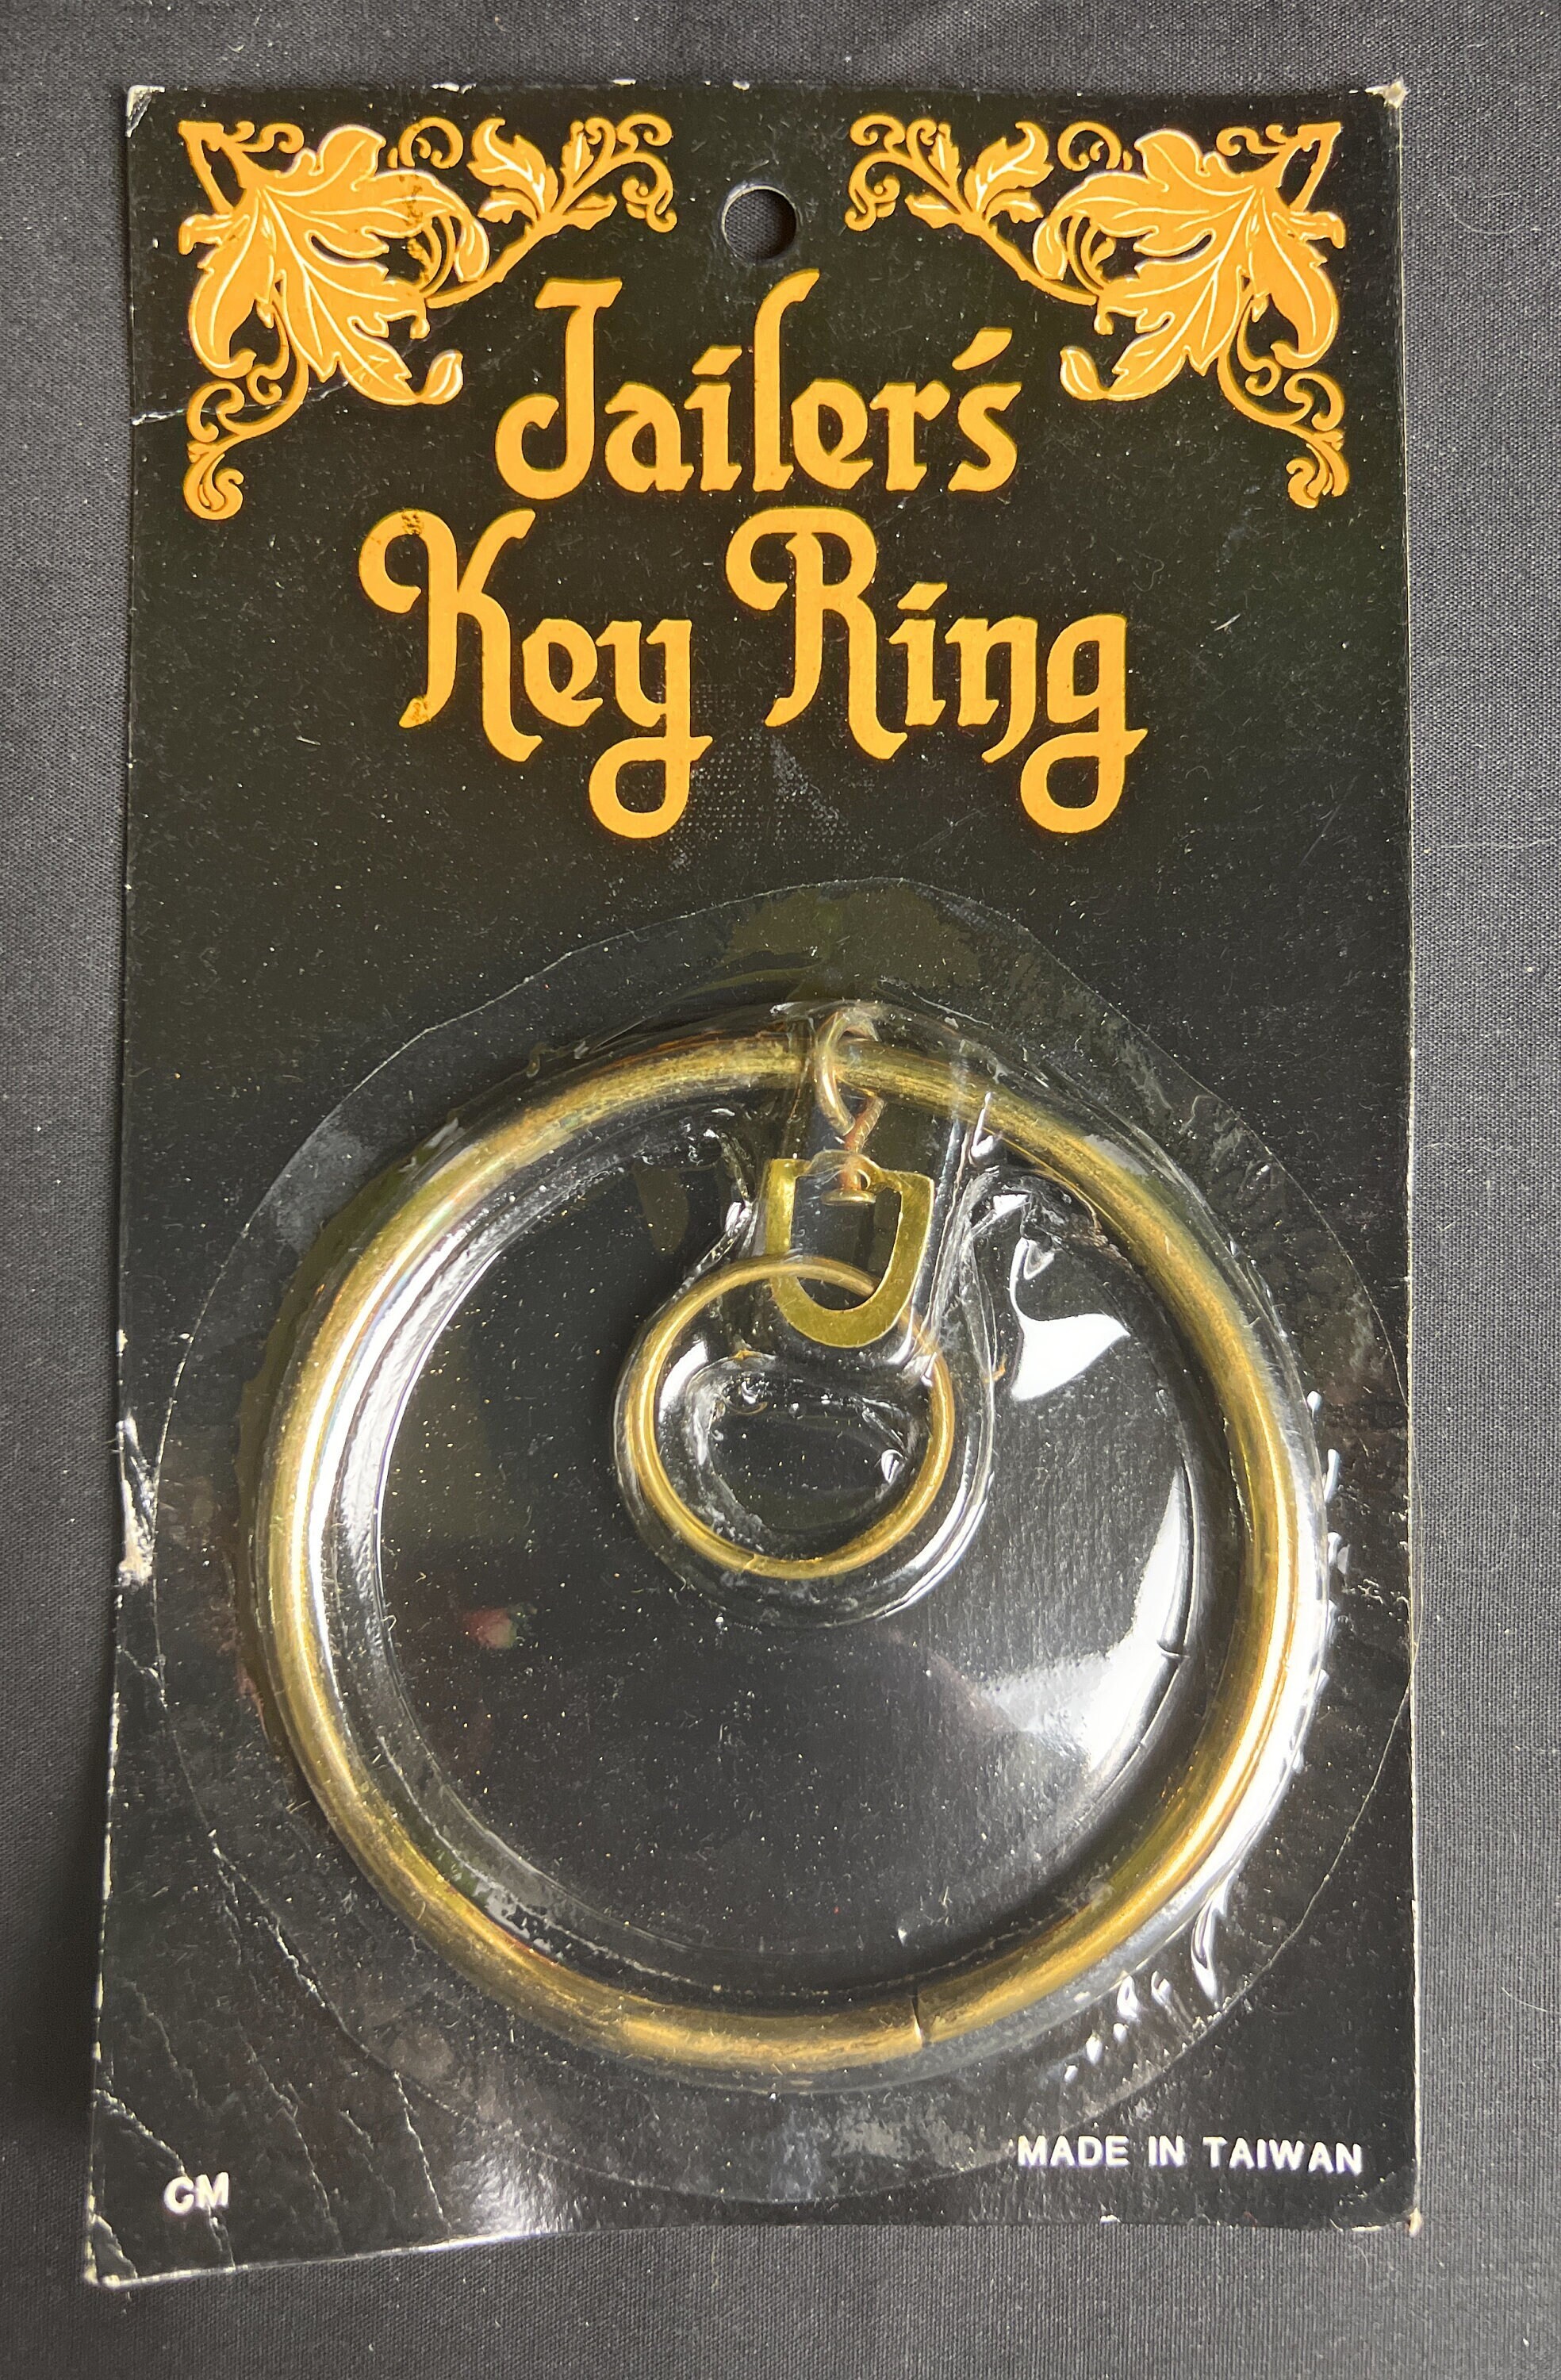 Jailer's
Key Ring
MADE IN TAIWAN
CM